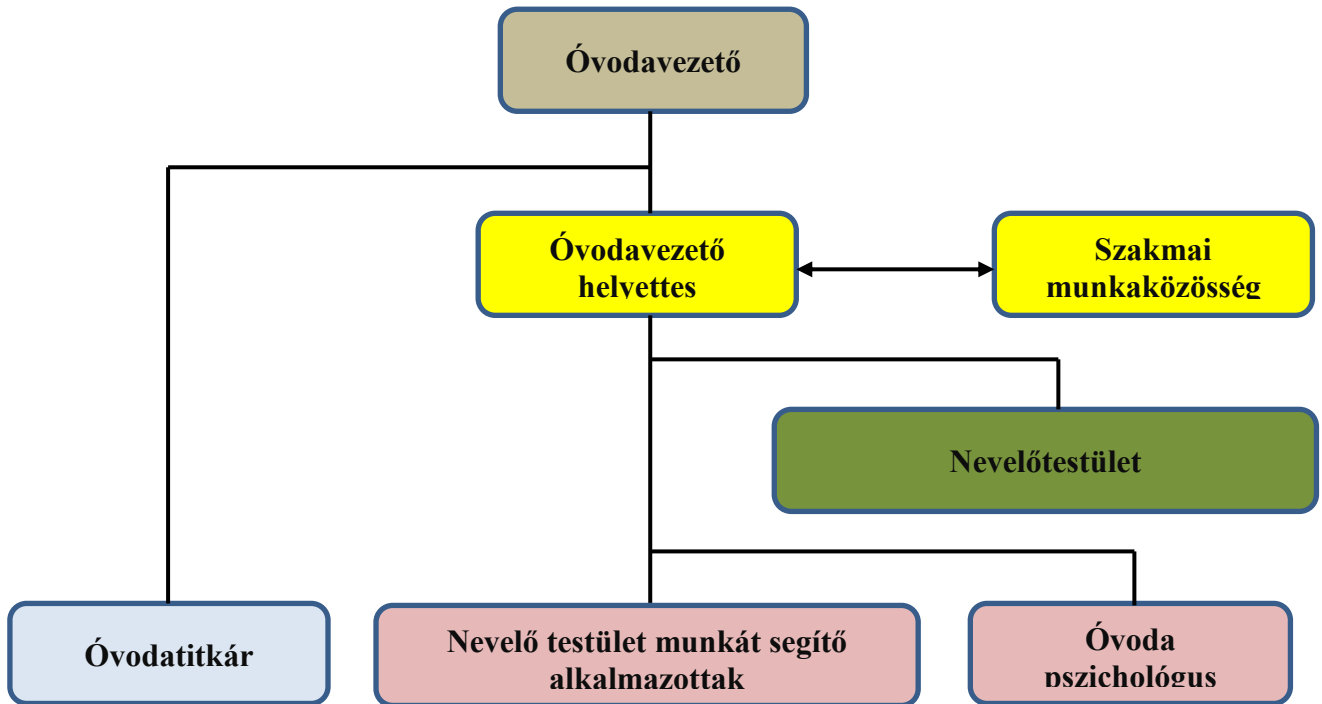 Óvodavezető
Óvodavezető
helyettes
Szakmai
munkaközösség
Nevelőtestület
Óvodatitkár
Nevelő testület munkát segítő
alkalmazottak
Óvoda
pszichológus